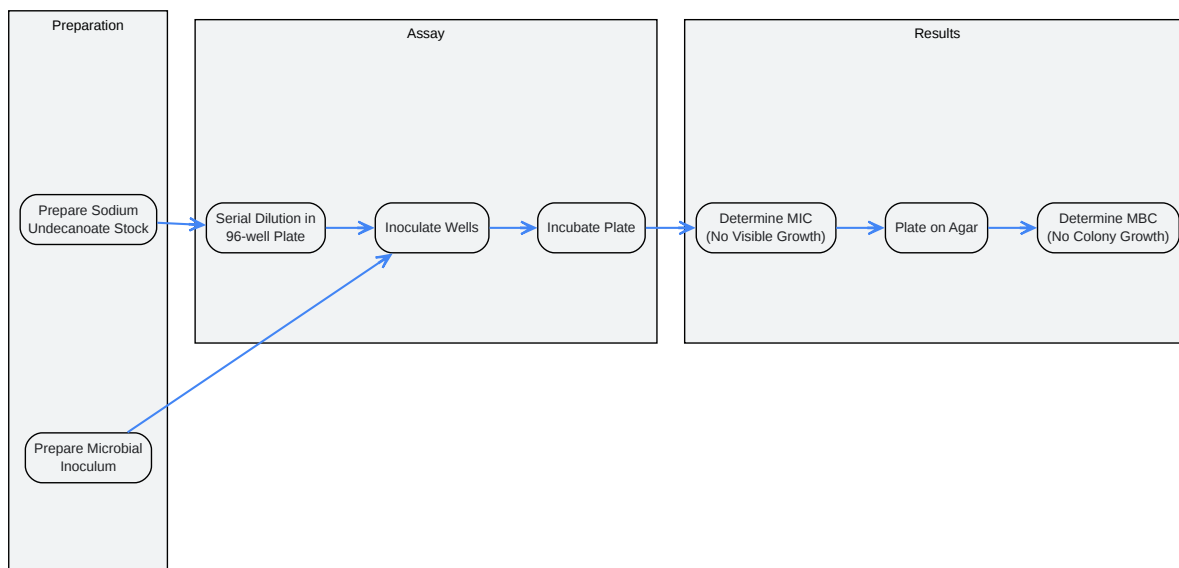 Preparation
Prepare Sodium
Undecanoate Stock
Prepare Microbial
Inoculum
Assay
Serial Dilution in
96-well Plate
Inoculate Wells
Incubate Plate
Results
Determine MIC
(No Visible Growth)
Plate on Agar
Determine MBC
(No Colony Growth)